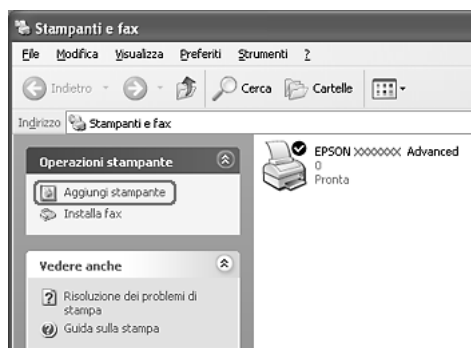 Stampanti e fax
File Modifica Visualizza Preferiti Strumenti ?
Indietro Cerca Cartelle
Indirizzo Stampanti e fax
Operazioni stampante
Aggiungi stampante
Installa fax
Vedere anche
Risoluzione dei problemi di
stampa
Guida sulla stampa
EPSON XXXXXXX Advanced
0
Pronta